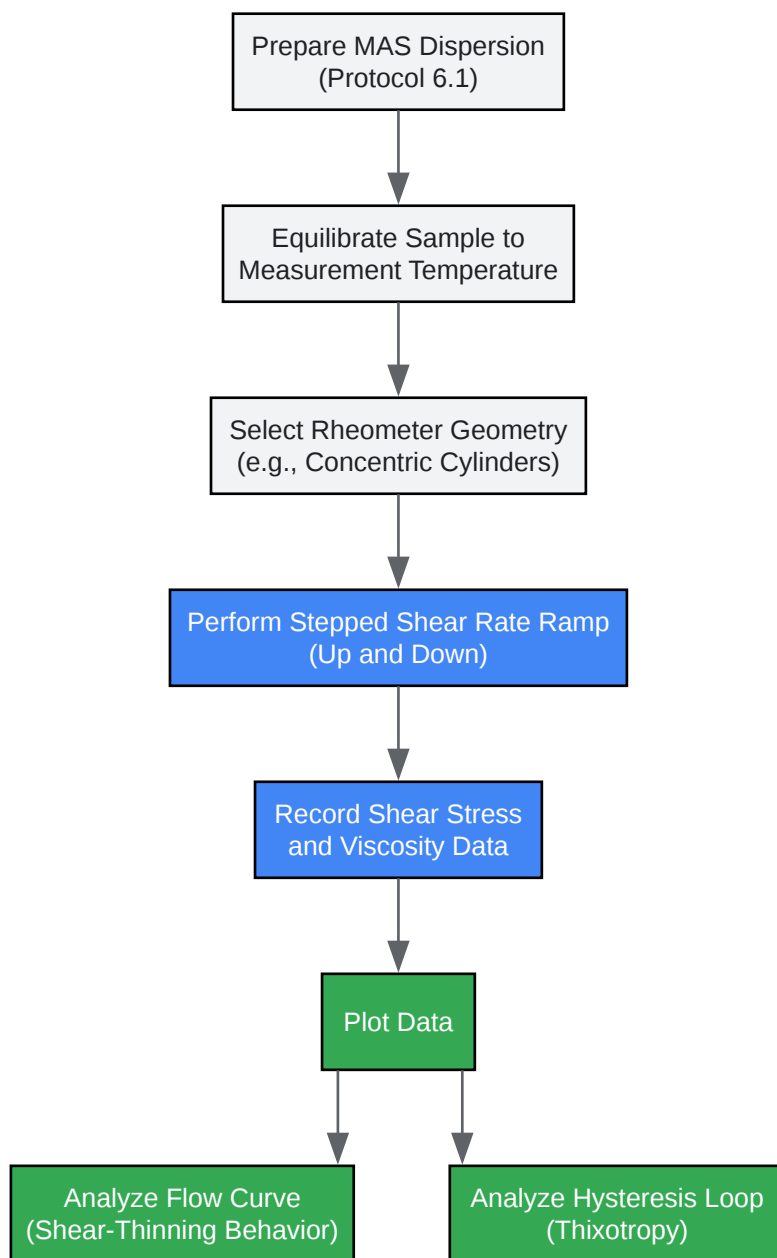 Prepare MAS Dispersion
(Protocol 6.1)
Equilibrate Sample to
Measurement Temperature
Select Rheometer Geometry
(e.g., Concentric Cylinders)
Perform Stepped Shear Rate Ramp
(Up and Down)
Record Shear Stress
and Viscosity Data
Plot Data
Analyze Flow Curve
(Shear-Thinning Behavior)
Analyze Hysteresis Loop
(Thixotropy)